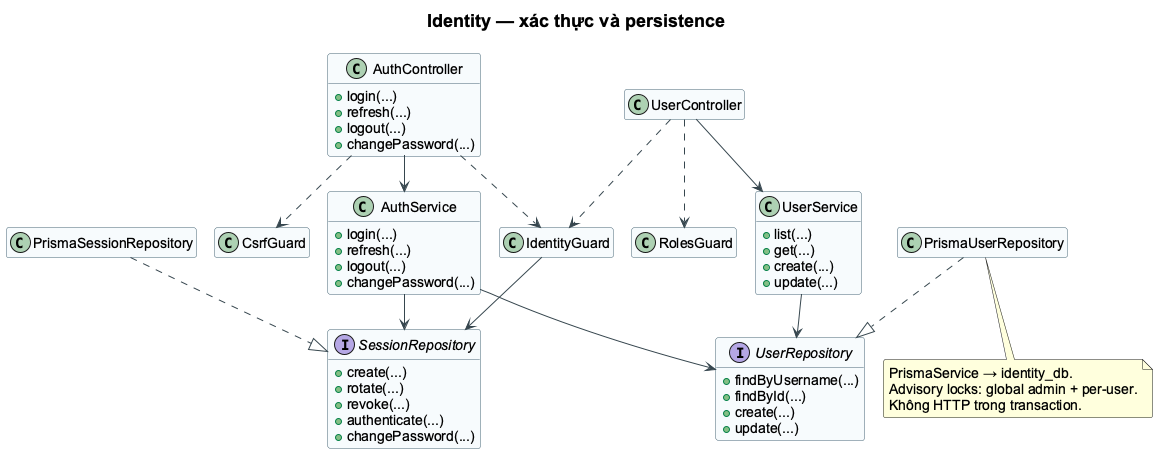 Identity — xác thực và persistence
C AuthController
login(...)
refresh(...)
logout(...)
changePassword(...)
C UserController
C PrismaSessionRepository
C CsrfGuard
C AuthService
login(...)
refresh(...)
logout(...)
changePassword(...)
C IdentityGuard
C RolesGuard
C UserService
list(...)
get(...)
create(...)
update(...)
C PrismaUserRepository
I SessionRepository
create(...)
rotate(...)
revoke(...)
authenticate(...)
changePassword(...)
I UserRepository
findByUsername(...)
findById(...)
create(...)
update(...)
PrismaService → identity_db.
Advisory locks: global admin + per-user.
Không HTTP trong transaction.